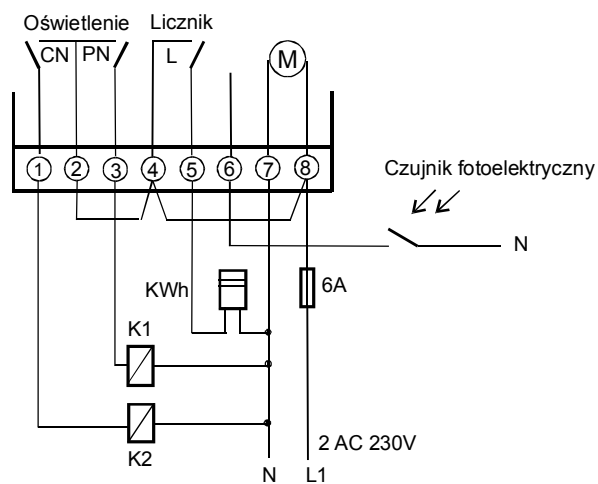 Oświetlenie Licznik
CN PN L
M
1 2 3 4 5 6 7 8
Czujnik fotoelektryczny
N
KWh 6A
K1
K2
2 AC 230V
N L1